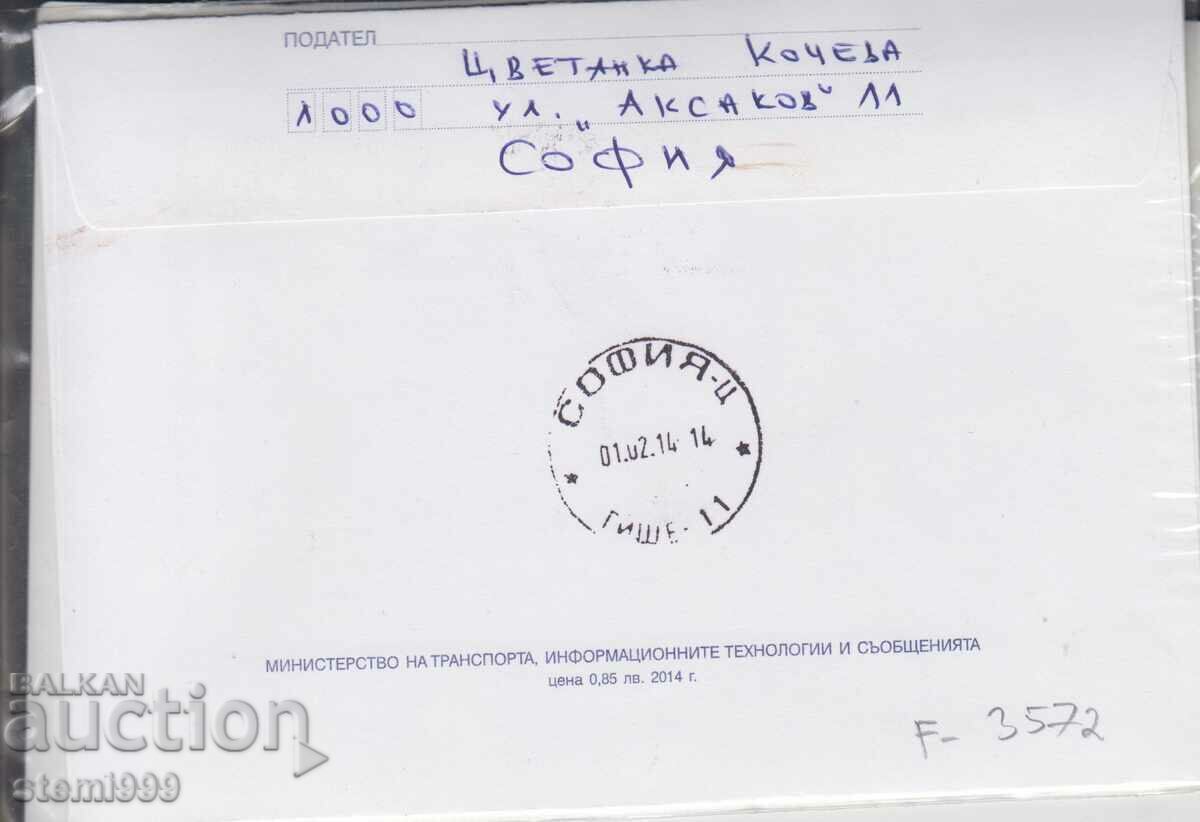 ПОДАТЕЛ
Цветанка Кочева
1000 ул. „Аксаков“ 11
София
СОФИЯ-Ц
01.02.14 14
* *
ГИШЕ-11
МИНИСТЕРСТВО НА ТРАНСПОРТА, ИНФОРМАЦИОННИТЕ ТЕХНОЛОГИИ И СЪОБЩЕНИЯТА
цена 0,85 лв. 2014 г.
F- 3572
BALKAN
auction
stemi999